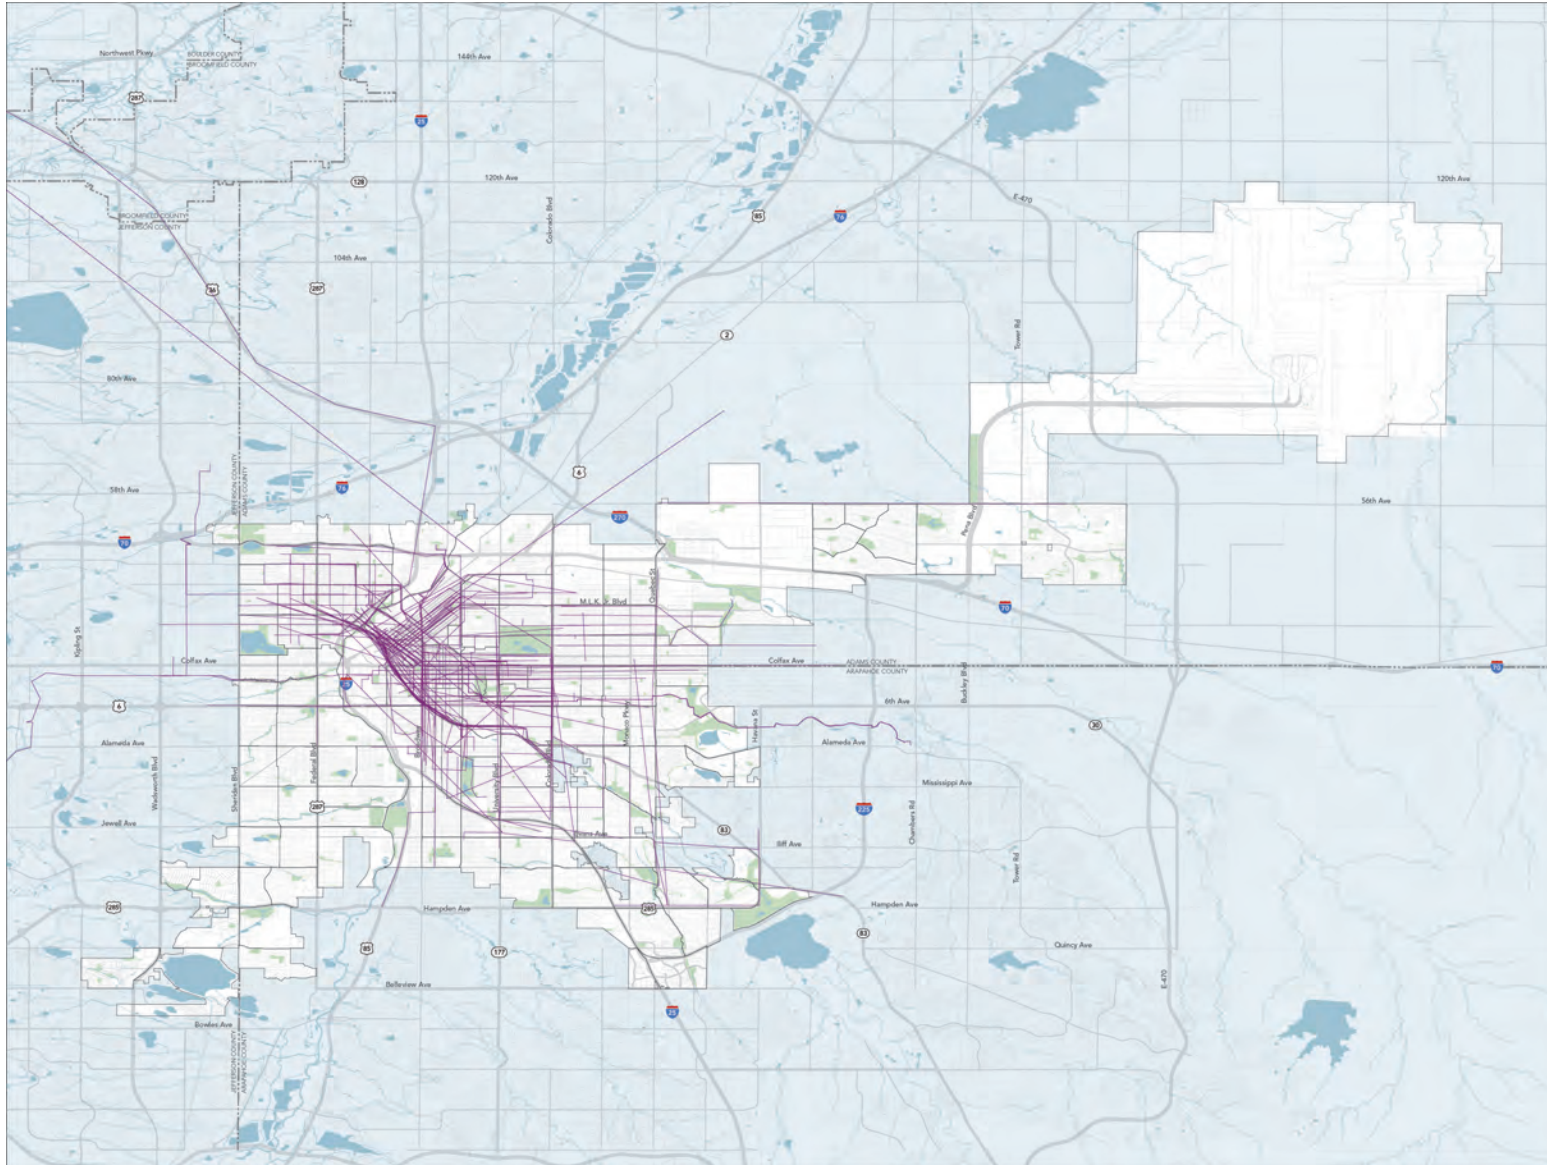 Northwest Pkwy
BOULDER COUNTY
BROOMFIELD COUNTY
144th Ave
287
25
120th Ave
128
120th Ave
E-470
85
76
Colorado Blvd
BROOMFIELD COUNTY
JEFFERSON COUNTY
104th Ave
36
287
2
Tower Rd
80th Ave
6
58th Ave
76
JEFFERSON COUNTY
ADAMS COUNTY
56th Ave
270
Pena Blvd
70
Quebec St
M.L.K. Jr. Blvd
70
Kipling St
Colfax Ave
Colfax Ave
ADAMS COUNTY
ARAPAHOE COUNTY
70
25
Buckley Blvd
6
6th Ave
30
Monaco Pkwy
Havana St
Alameda Ave
Alameda Ave
Federal Blvd
Wadsworth Blvd
Sheridan Blvd
University Blvd
Mississippi Ave
287
225
Jewell Ave
83
Chambers Rd
Evans Ave
Iliff Ave
Tower Rd
285
Hampden Ave
285
Hampden Ave
83
85
177
Quincy Ave
Belleview Ave
E-470
25
Bowles Ave
JEFFERSON COUNTY
ARAPAHOE COUNTY